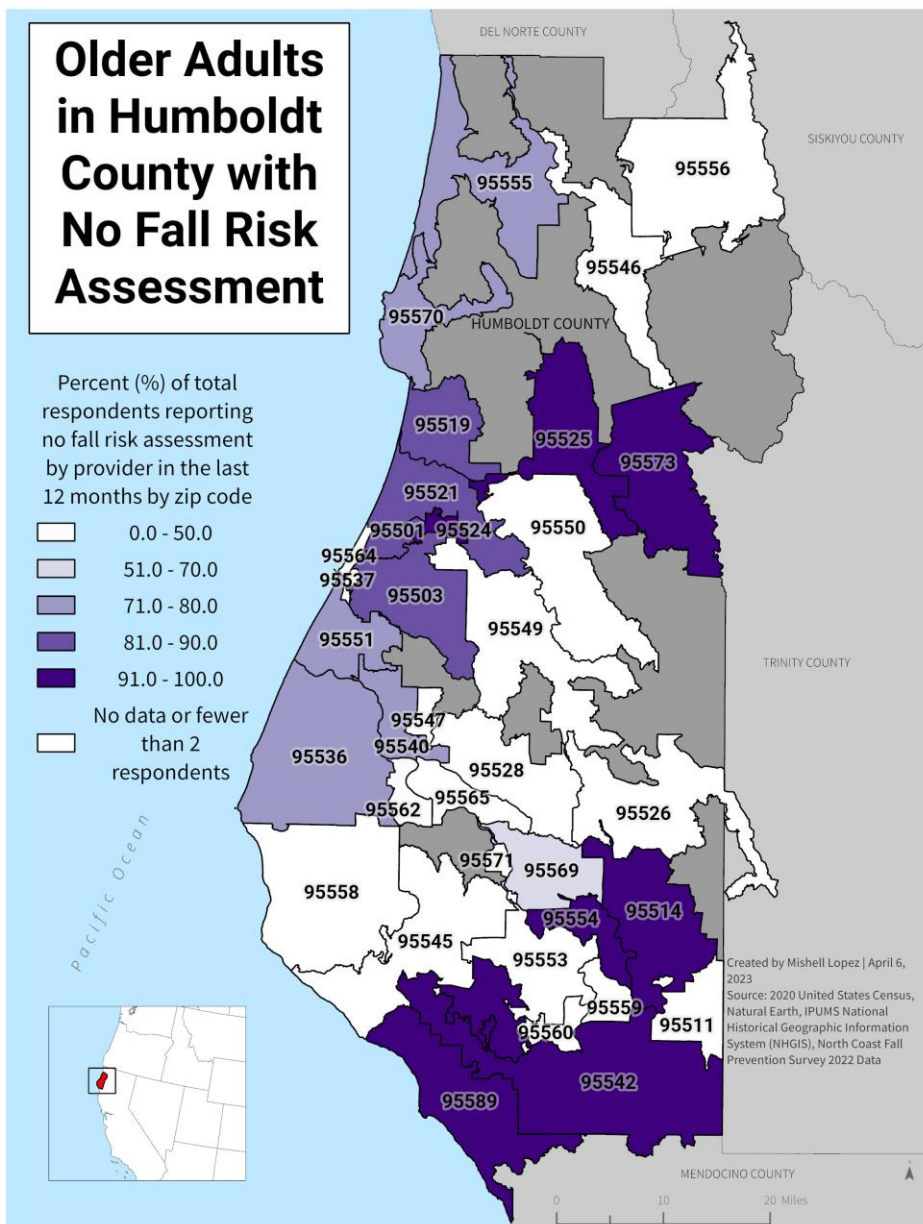 Older Adults
in Humboldt
County with
No Fall Risk
Assessment
Percent (%) of total
respondents reporting
no fall risk assessment
by provider in the last
12 months by zip code
0.0 - 50.0
51.0 - 70.0
71.0 - 80.0
81.0 - 90.0
91.0 - 100.0
No data or fewer
than 2
respondents
DEL NORTE COUNTY
SISKIYOU COUNTY
95556
95555
95546
95570
HUMBOLDT COUNTY
95519
95525
95573
95521
95550
95501
95524
95564
95537
95503
95549
95551
TRINITY COUNTY
95547
95540
95536
95528
95562
95565
95526
95571
95569
95558
95554
95514
95545
95553
95559
95511
95560
95542
95589
Pacific Ocean
Created by Mishell Lopez | April 6,
2023
Source: 2020 United States Census,
Natural Earth, IPUMS National
Historical Geographic Information
System (NHGIS), North Coast Fall
Prevention Survey 2022 Data
MENDOCINO COUNTY
N
0 10 20 Miles